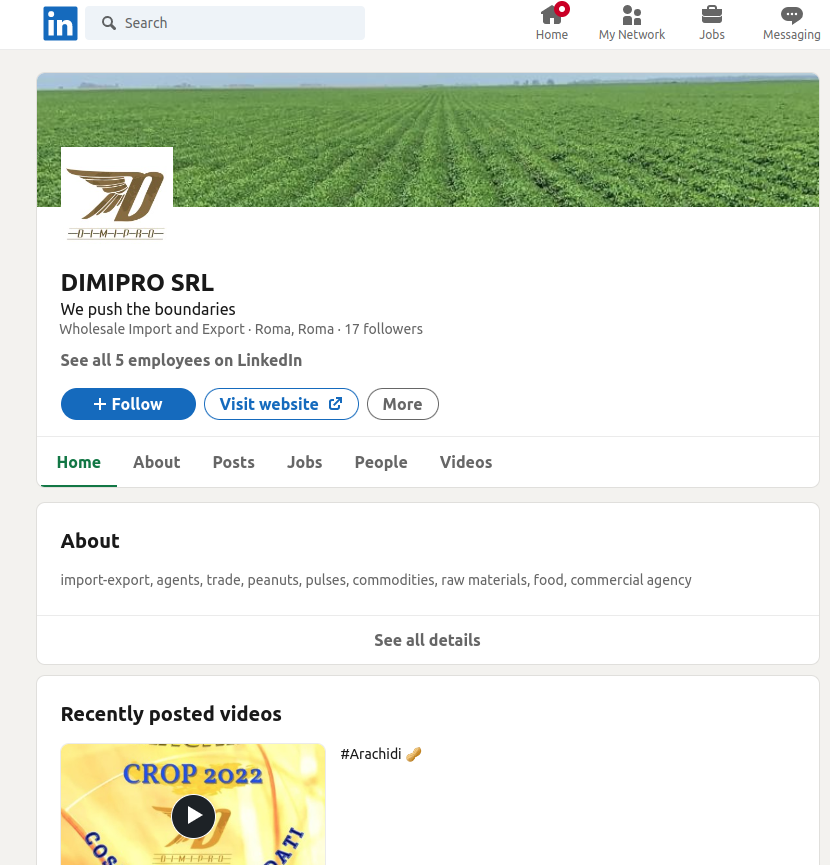 in
Search
Home
My Network
Jobs
Messaging
D
DIMIPRO
DIMIPRO SRL
We push the boundaries
Wholesale Import and Export · Roma, Roma · 17 followers
See all 5 employees on LinkedIn
+ Follow
Visit website
More
Home
About
Posts
Jobs
People
Videos
About
import-export, agents, trade, peanuts, pulses, commodities, raw materials, food, commercial agency
See all details
Recently posted videos
#Arachidi 🥜
CROP 2022
DIMIPRO